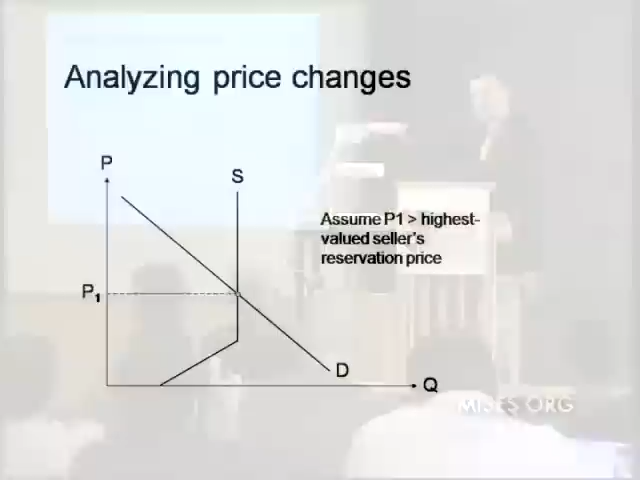 Analyzing price changes
P
S
Assume P1 > highest-
valued seller's
reservation price
P1
D
Q
MISES.ORG